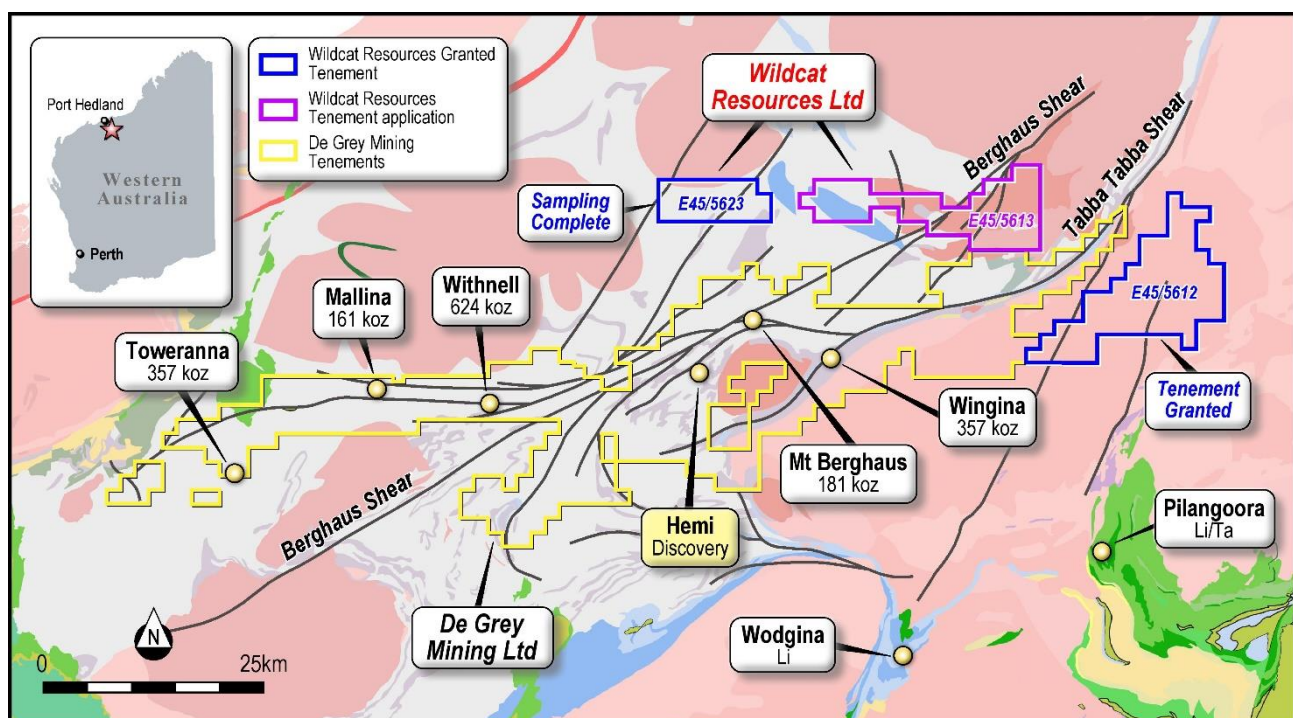 Port Hedland
Western
Australia
Perth
Wildcat Resources Granted
Tenement
Wildcat Resources
Tenement application
De Grey Mining
Tenements
Wildcat
Resources Ltd
Sampling
Complete
E45/5623
E45/5613
Berghaus Shear
Tabba Tabba Shear
E45/5612
Tenement
Granted
Mallina
161 koz
Withnell
624 koz
Toweranna
357 koz
Wingina
357 koz
Mt Berghaus
181 koz
Hemi
Discovery
Berghaus Shear
De Grey
Mining Ltd
Pilangoora
Li/Ta
Wodgina
Li
N
0
25km